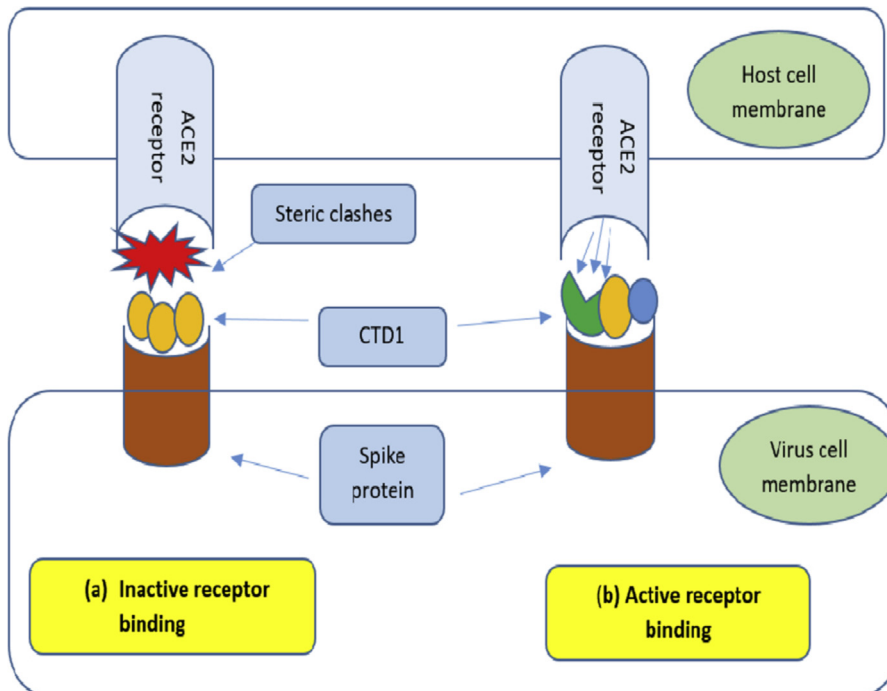 ACE2
receptor
ACE2
receptor
Host cell
membrane
Steric clashes
CTD1
Spike
protein
Virus cell
membrane
(a) Inactive receptor
binding
(b) Active receptor
binding